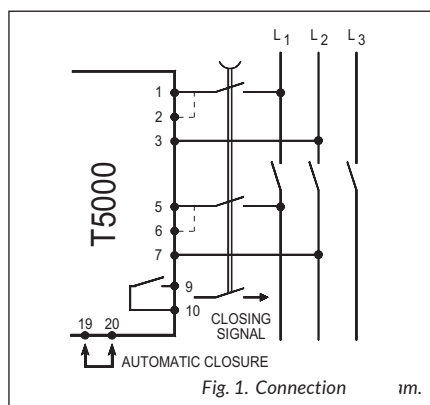 L1 L2 L3
1
2
3
T5000
5
6
7
9
10
CLOSING
SIGNAL
19 20
AUTOMATIC CLOSURE
Fig. 1. Connection